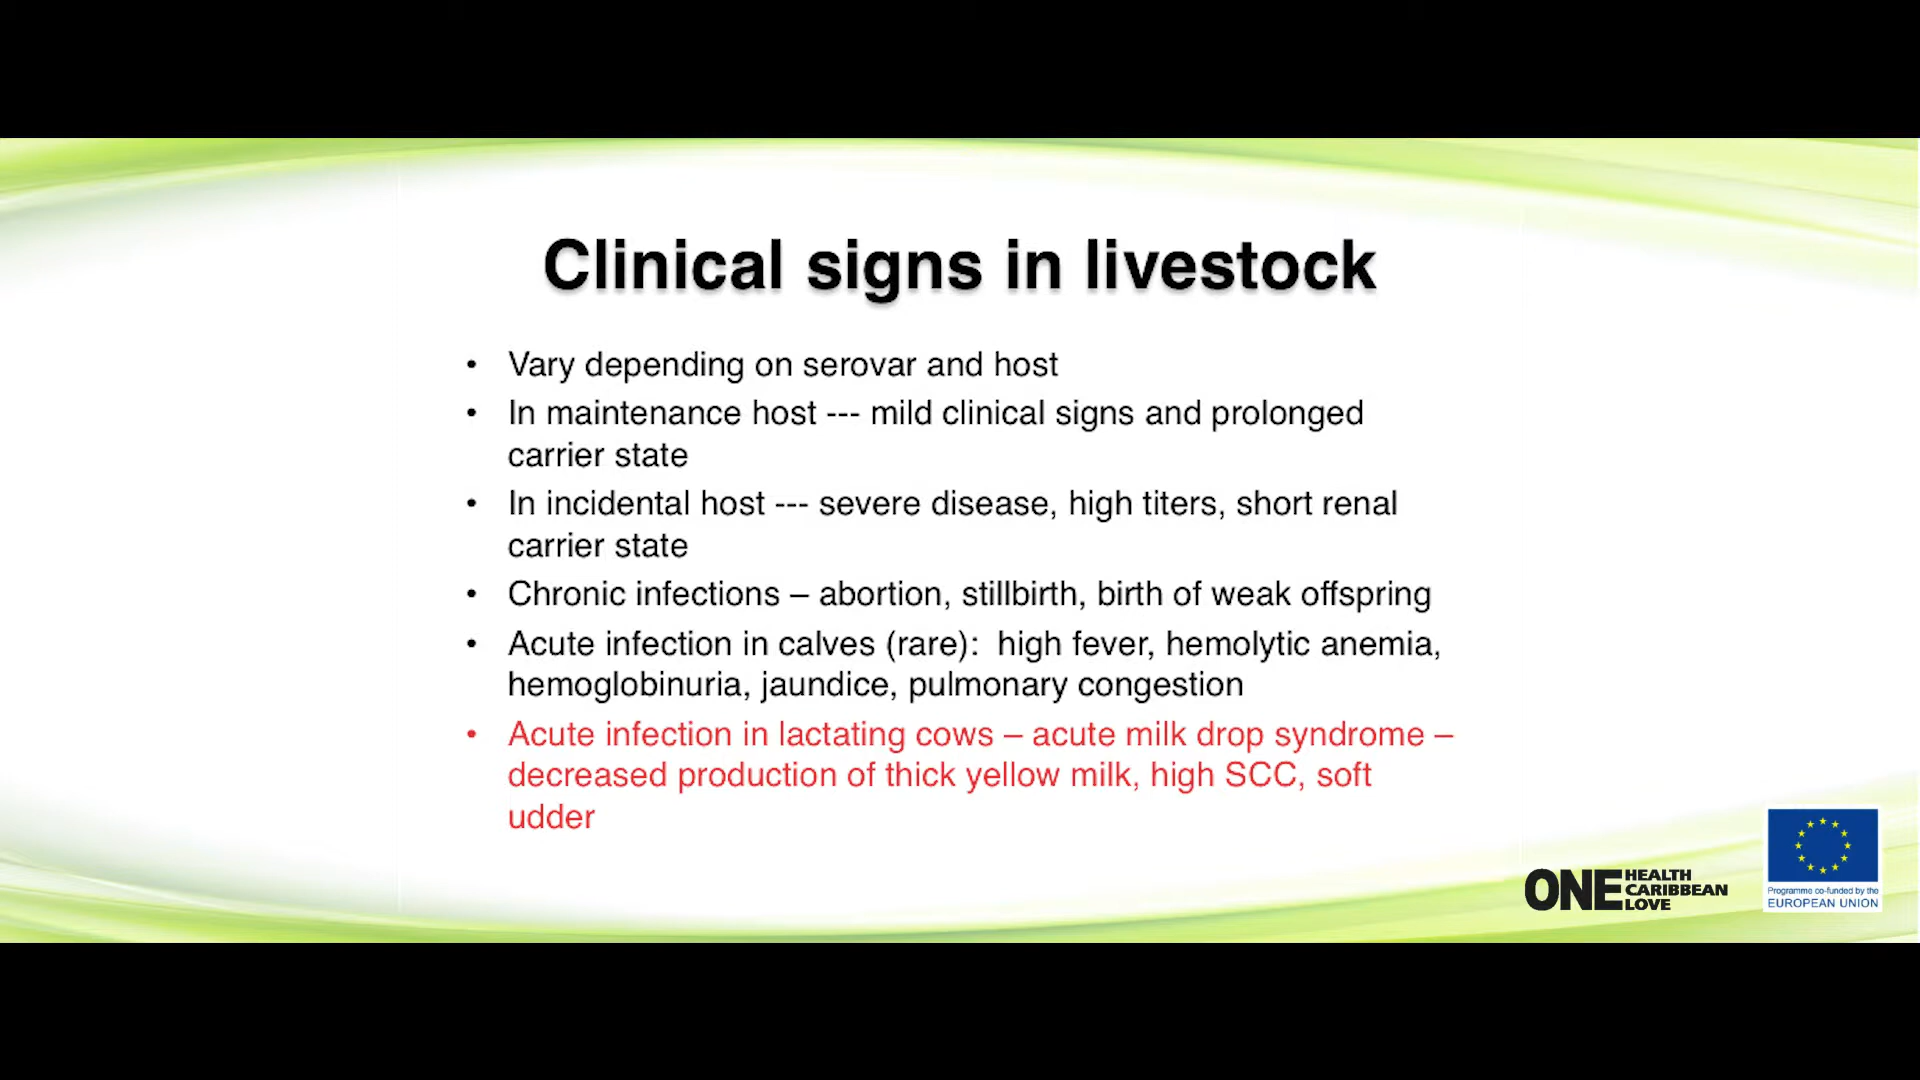 Clinical signs in livestock
• Vary depending on serovar and host
• In maintenance host --- mild clinical signs and prolonged
carrier state
• In incidental host --- severe disease, high titers, short renal
carrier state
• Chronic infections – abortion, stillbirth, birth of weak offspring
• Acute infection in calves (rare):  high fever, hemolytic anemia,
hemoglobinuria, jaundice, pulmonary congestion
• Acute infection in lactating cows – acute milk drop syndrome –
decreased production of thick yellow milk, high SCC, soft
udder
ONE HEALTH
CARIBBEAN
LOVE
Programme co-funded by the
EUROPEAN UNION